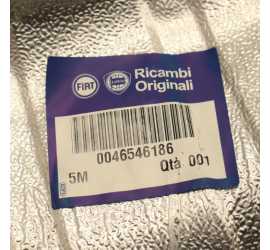 FIAT
LANCIA
Ricambi
Originali
0046546186
5M
Qtà 001